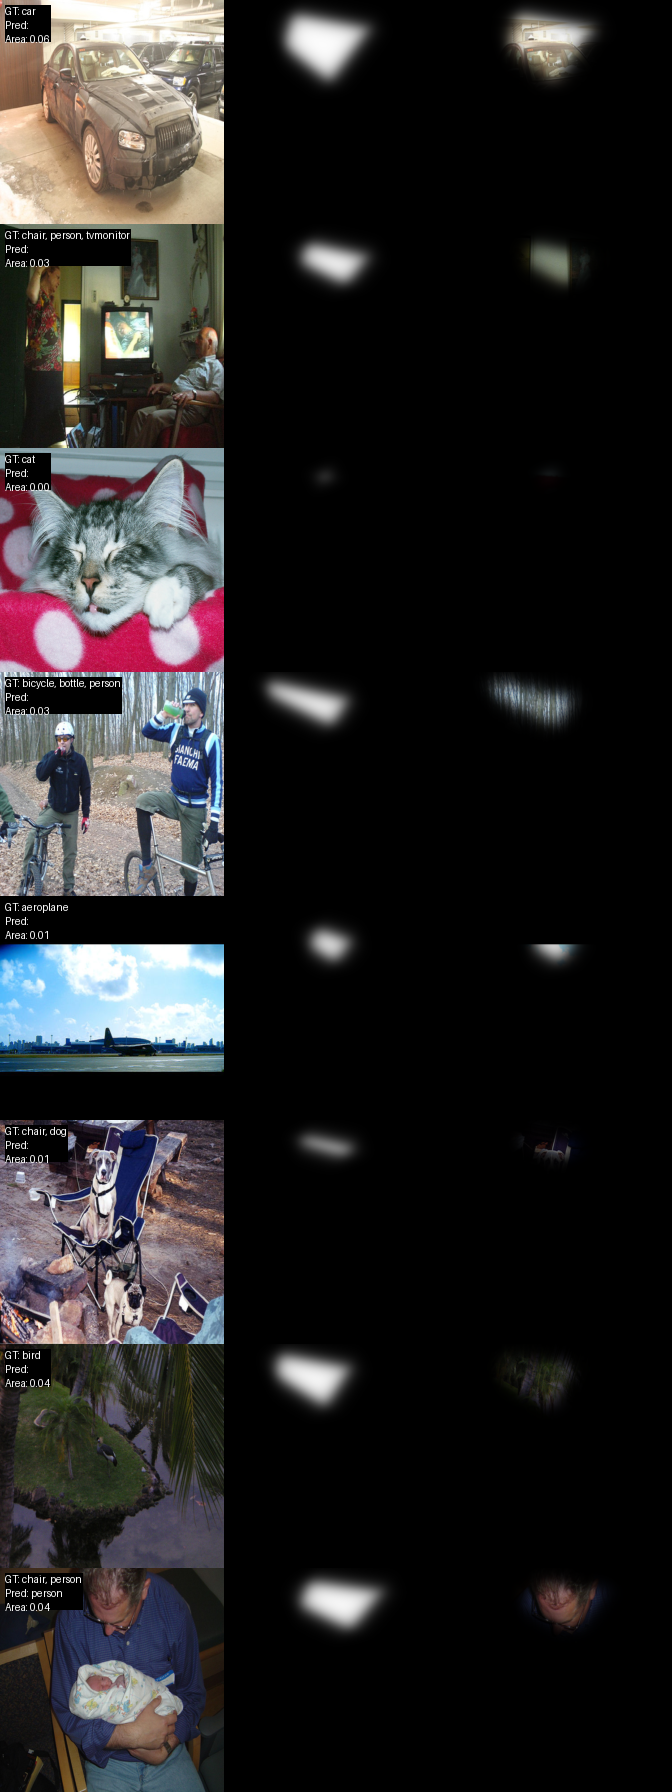 GT: car
Pred:
Area: 0.06
GT: chair, person, tvmonitor
Pred:
Area: 0.03
GT: cat
Pred:
Area: 0.00
GT: bicycle, bottle, person
Pred:
Area: 0.03
BIANCHI
FAEMA
GT: aeroplane
Pred:
Area: 0.01
GT: chair, dog
Pred:
Area: 0.01
GT: bird
Pred:
Area: 0.04
GT: chair, person
Pred: person
Area: 0.04